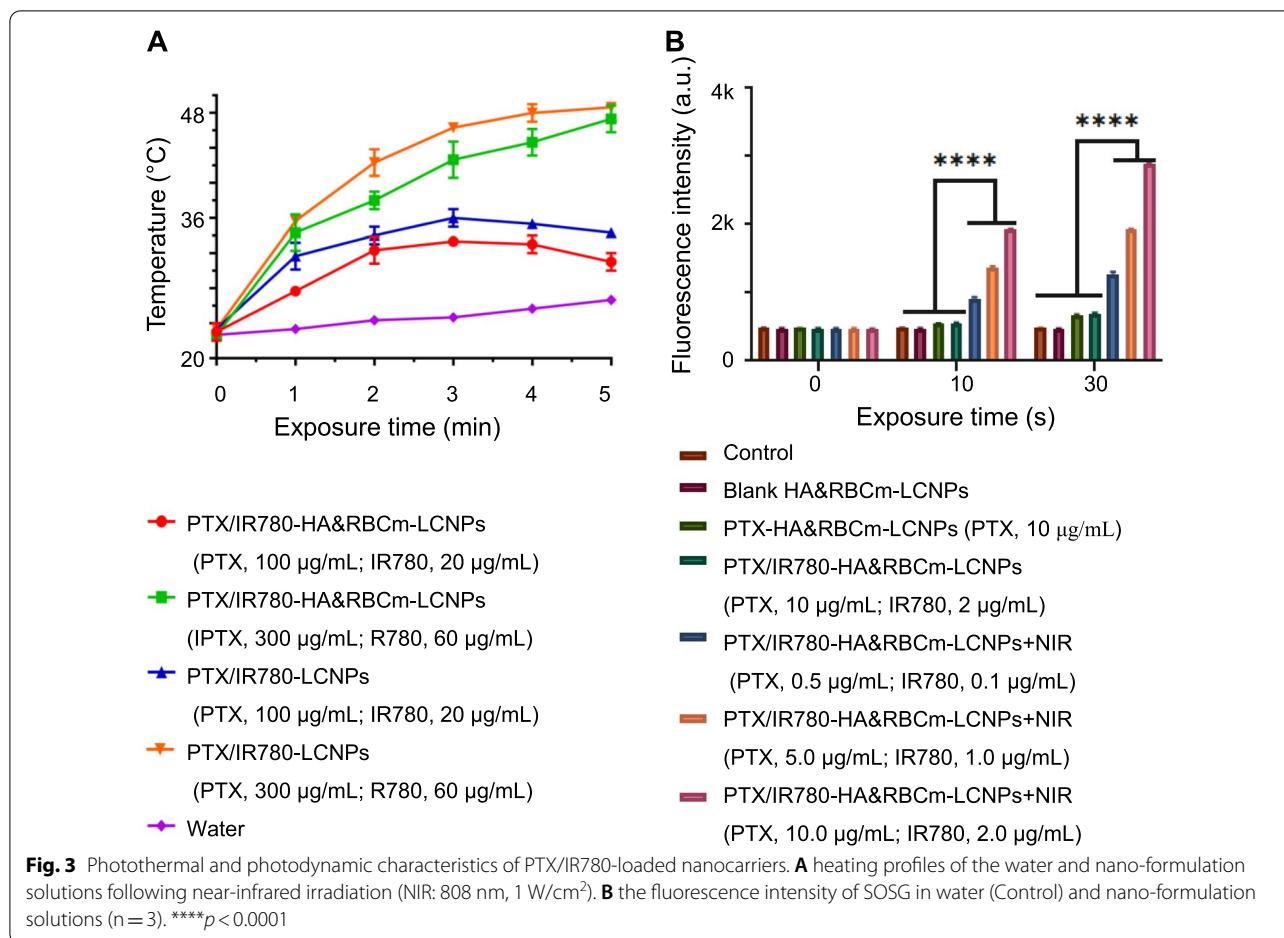 A
Temperature (°C)
48
36
20
0 1 2 3 4 5
Exposure time (min)
PTX/IR780-HA&RBCm-LCNPs
(PTX, 100 µg/mL; IR780, 20 µg/mL)
PTX/IR780-HA&RBCm-LCNPs
(IPTX, 300 µg/mL; R780, 60 µg/mL)
PTX/IR780-LCNPs
(PTX, 100 µg/mL; IR780, 20 µg/mL)
PTX/IR780-LCNPs
(PTX, 300 µg/mL; R780, 60 µg/mL)
Water
B
Fluorescence intensity (a.u.)
4k
2k
0
****
****
0 10 30
Exposure time (s)
Control
Blank HA&RBCm-LCNPs
PTX-HA&RBCm-LCNPs (PTX, 10 µg/mL)
PTX/IR780-HA&RBCm-LCNPs
(PTX, 10 µg/mL; IR780, 2 µg/mL)
PTX/IR780-HA&RBCm-LCNPs+NIR
(PTX, 0.5 µg/mL; IR780, 0.1 µg/mL)
PTX/IR780-HA&RBCm-LCNPs+NIR
(PTX, 5.0 µg/mL; IR780, 1.0 µg/mL)
PTX/IR780-HA&RBCm-LCNPs+NIR
(PTX, 10.0 µg/mL; IR780, 2.0 µg/mL)
Fig. 3 Photothermal and photodynamic characteristics of PTX/IR780-loaded nanocarriers. A heating profiles of the water and nano-formulation
solutions following near-infrared irradiation (NIR: 808 nm, 1 W/cm²). B the fluorescence intensity of SOSG in water (Control) and nano-formulation
solutions (n = 3). ****p < 0.0001